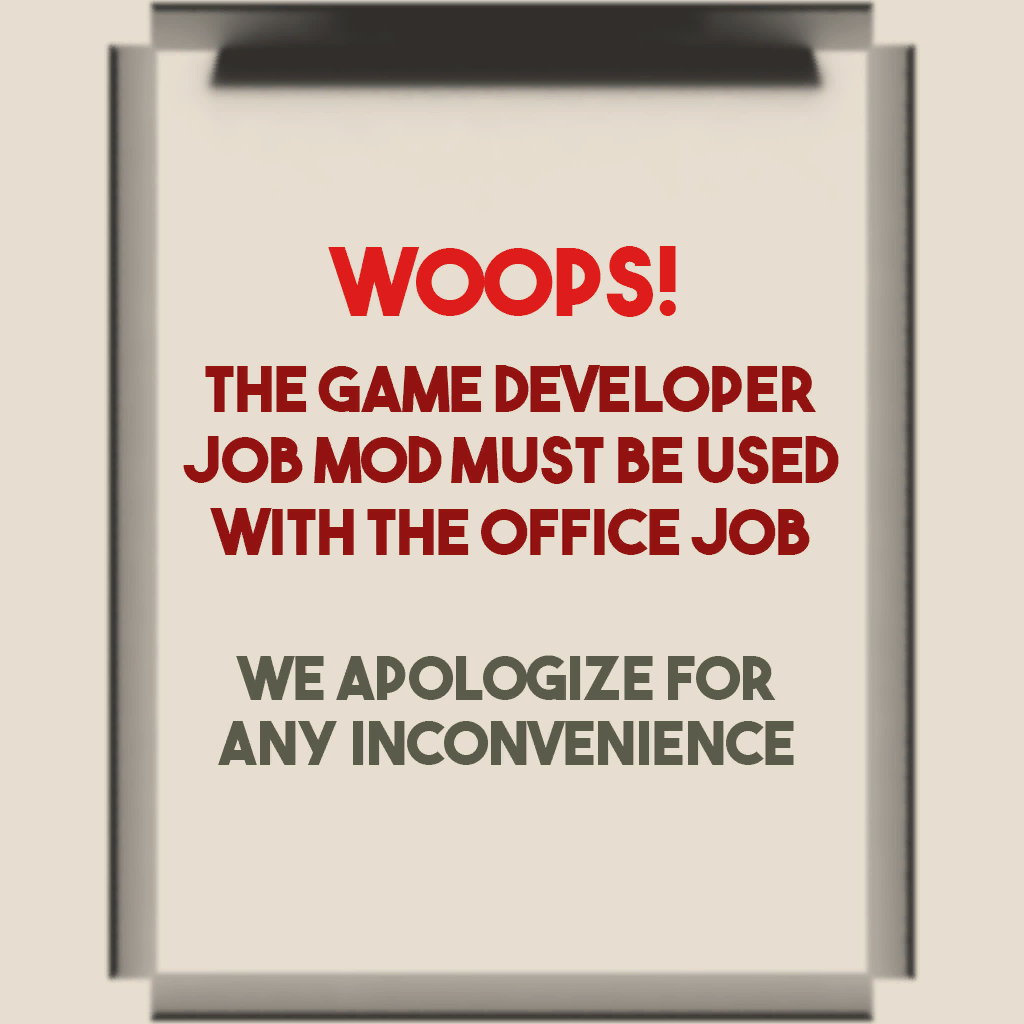 WOOPS!
THE GAME DEVELOPER
JOB MOD MUST BE USED
WITH THE OFFICE JOB
WE APOLOGIZE FOR
ANY INCONVENIENCE